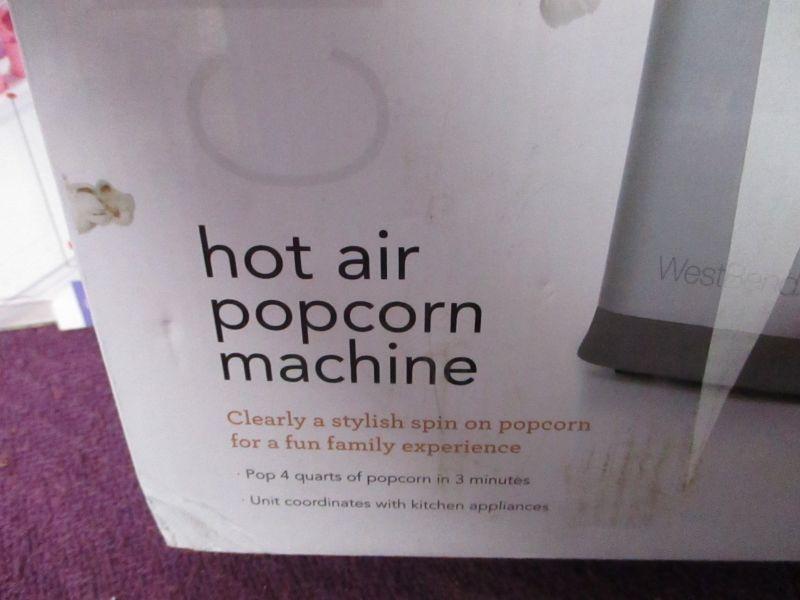 hot air
popcorn
machine
WestBend
Clearly a stylish spin on popcorn
for a fun family experience
· Pop 4 quarts of popcorn in 3 minutes
· Unit coordinates with kitchen appliances